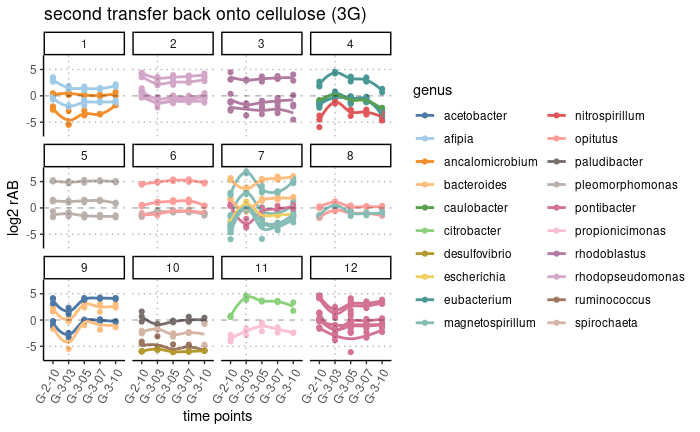 second transfer back onto cellulose (3G)
1 2 3 4
5
0
-5
5 6 7 8
5
0
-5
9 10 11 12
5
0
-5
log2 rAB
G-2-10 G-3-03 G-3-05 G-3-07 G-3-10 G-2-10 G-3-03 G-3-05 G-3-07 G-3-10 G-2-10 G-3-03 G-3-05 G-3-07 G-3-10 G-2-10 G-3-03 G-3-05 G-3-07 G-3-10
time points
genus
acetobacter
afipia
ancalomicrobium
bacteroides
caulobacter
citrobacter
desulfovibrio
escherichia
eubacterium
magnetospirillum
nitrospirillum
opitutus
paludibacter
pleomorphomonas
pontibacter
propionicimonas
rhodoblastus
rhodopseudomonas
ruminococcus
spirochaeta